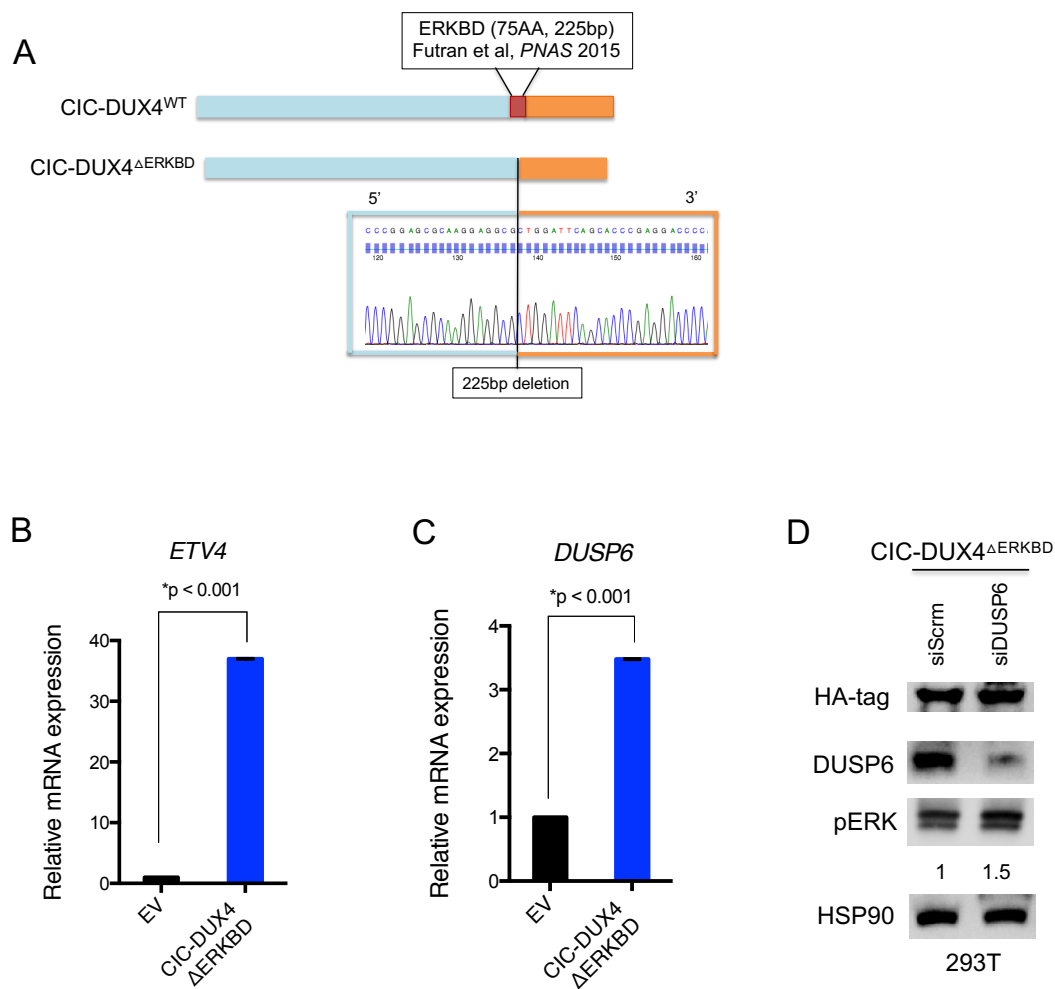 A
ERKBD (75AA, 225bp)
Futran et al, PNAS 2015
CIC-DUX4WT
CIC-DUX4ΔERKBD
5’ 3’
C C C G G A G C G C A A G G A G G C G C T G G A T T C A G C A C C C G A G G A C C C C A
120 130 140 150 160
225bp deletion
B
ETV4
*p < 0.001
Relative mRNA expression
40
30
20
10
0
EV
CIC-DUX4
ΔERKBD
C
DUSP6
*p < 0.001
Relative mRNA expression
4
3
2
1
0
EV
CIC-DUX4
ΔERKBD
D
CIC-DUX4ΔERKBD
siScrm siDUSP6
HA-tag
DUSP6
pERK
1 1.5
HSP90
293T